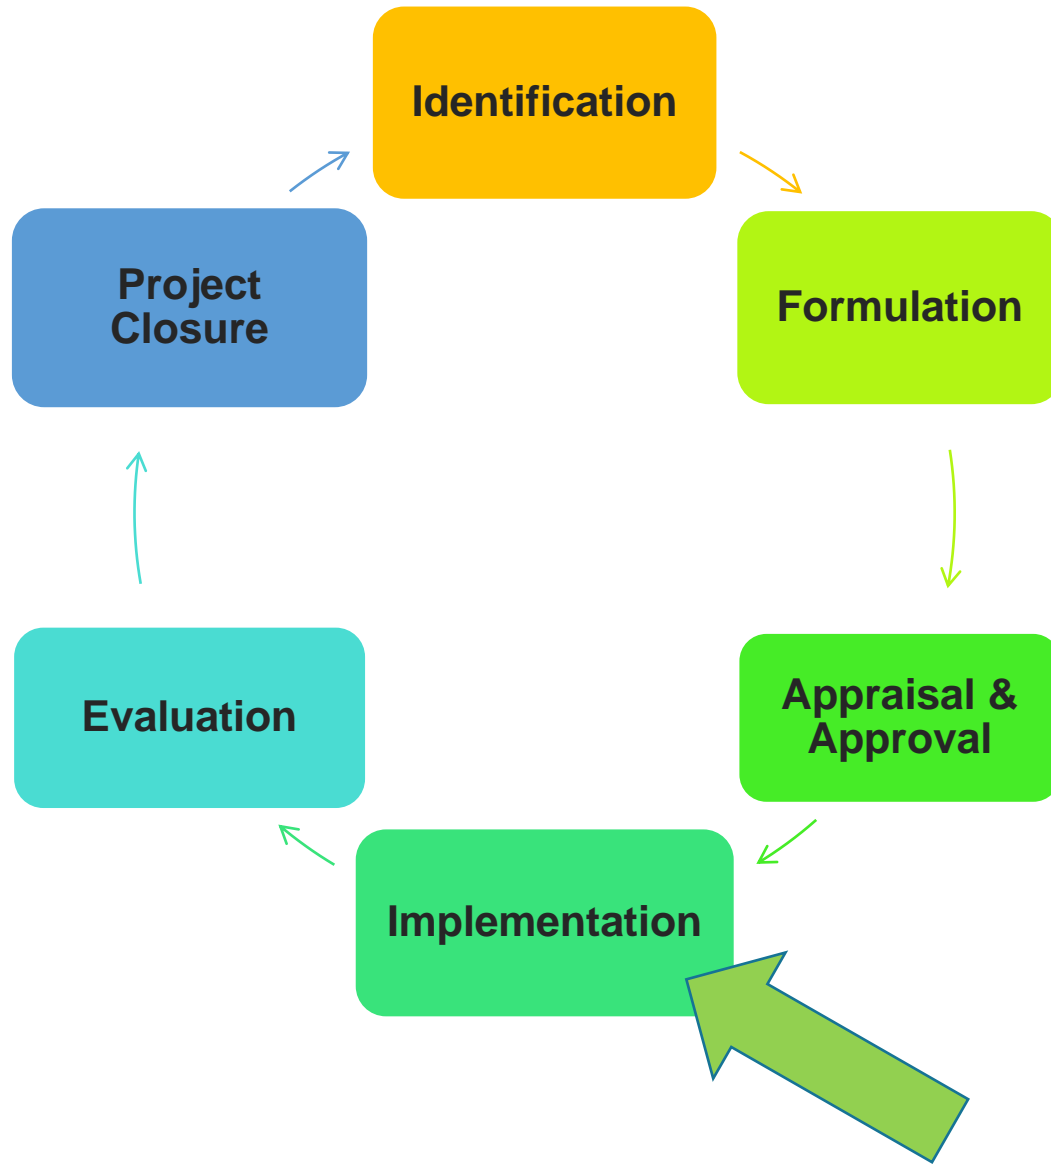 Identification
Formulation
Appraisal &
Approval
Implementation
Evaluation
Project
Closure